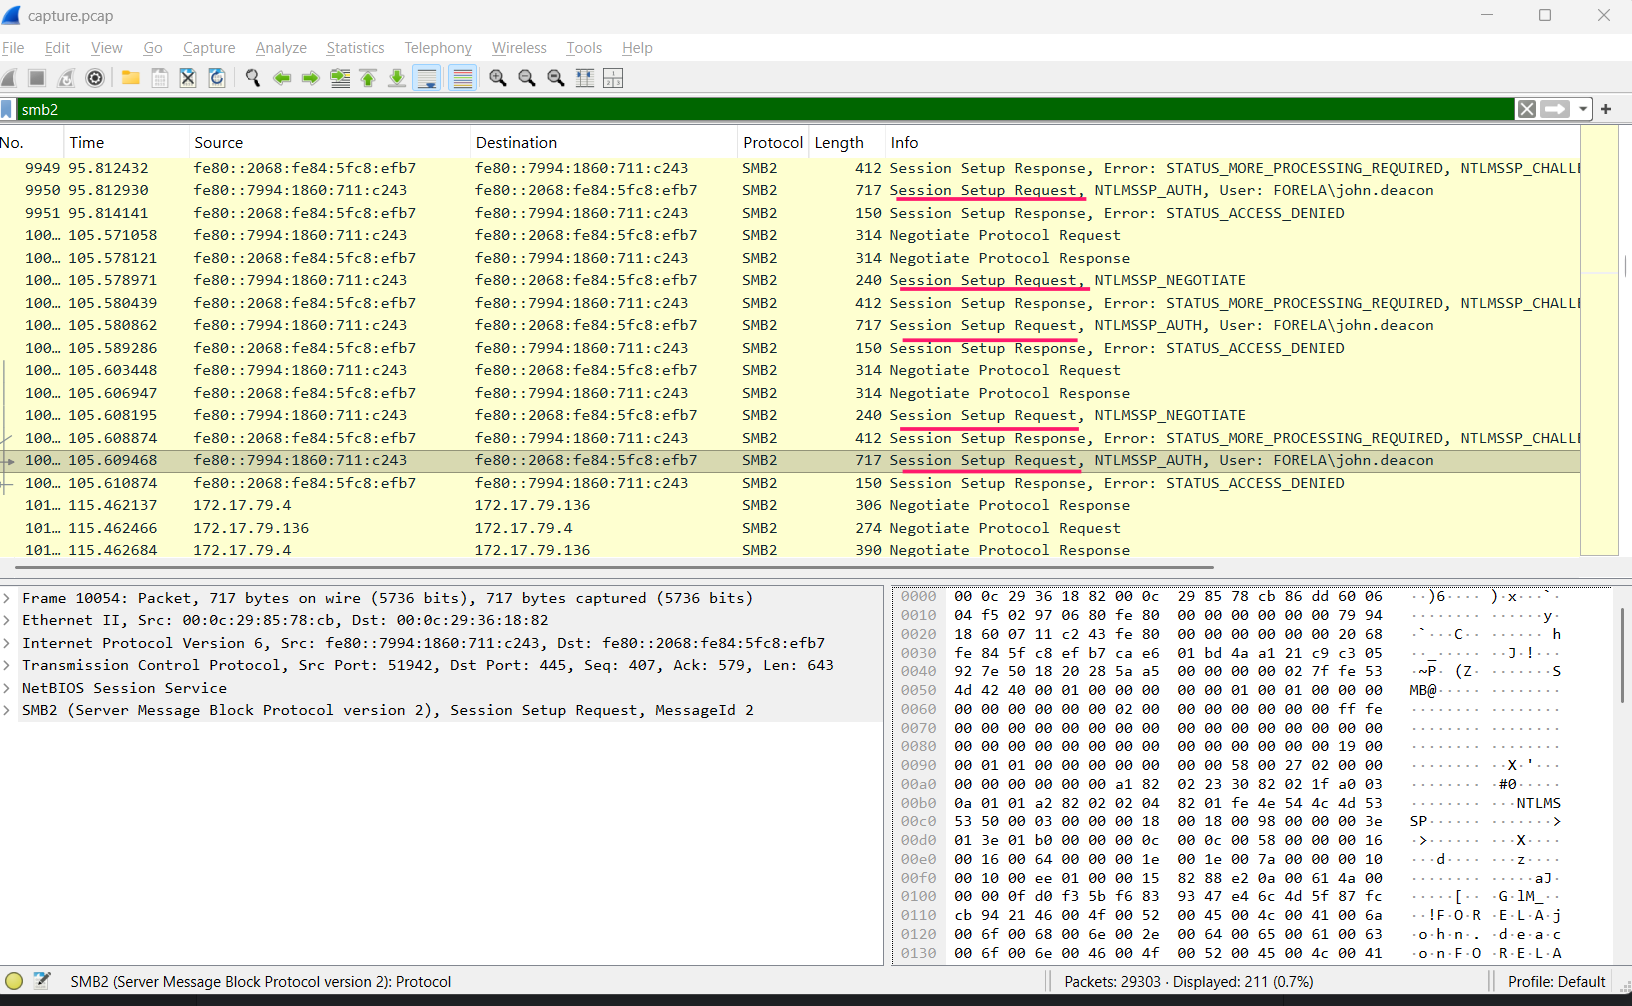 capture.pcap
File Edit View Go Capture Analyze Statistics Telephony Wireless Tools Help
smb2
No. Time Source Destination Protocol Length Info
9949 95.812432 fe80::2068:fe84:5fc8:efb7 fe80::7994:1860:711:c243 SMB2 412 Session Setup Response, Error: STATUS_MORE_PROCESSING_REQUIRED, NTLMSSP_CHALLE
9950 95.812930 fe80::7994:1860:711:c243 fe80::2068:fe84:5fc8:efb7 SMB2 717 Session Setup Request, NTLMSSP_AUTH, User: FORELA\john.deacon
9951 95.814141 fe80::2068:fe84:5fc8:efb7 fe80::7994:1860:711:c243 SMB2 150 Session Setup Response, Error: STATUS_ACCESS_DENIED
100… 105.571058 fe80::7994:1860:711:c243 fe80::2068:fe84:5fc8:efb7 SMB2 314 Negotiate Protocol Request
100… 105.578121 fe80::2068:fe84:5fc8:efb7 fe80::7994:1860:711:c243 SMB2 314 Negotiate Protocol Response
100… 105.578971 fe80::7994:1860:711:c243 fe80::2068:fe84:5fc8:efb7 SMB2 240 Session Setup Request, NTLMSSP_NEGOTIATE
100… 105.580439 fe80::2068:fe84:5fc8:efb7 fe80::7994:1860:711:c243 SMB2 412 Session Setup Response, Error: STATUS_MORE_PROCESSING_REQUIRED, NTLMSSP_CHALLE
100… 105.580862 fe80::7994:1860:711:c243 fe80::2068:fe84:5fc8:efb7 SMB2 717 Session Setup Request, NTLMSSP_AUTH, User: FORELA\john.deacon
100… 105.589286 fe80::2068:fe84:5fc8:efb7 fe80::7994:1860:711:c243 SMB2 150 Session Setup Response, Error: STATUS_ACCESS_DENIED
100… 105.603448 fe80::7994:1860:711:c243 fe80::2068:fe84:5fc8:efb7 SMB2 314 Negotiate Protocol Request
100… 105.606947 fe80::2068:fe84:5fc8:efb7 fe80::7994:1860:711:c243 SMB2 314 Negotiate Protocol Response
100… 105.608195 fe80::7994:1860:711:c243 fe80::2068:fe84:5fc8:efb7 SMB2 240 Session Setup Request, NTLMSSP_NEGOTIATE
100… 105.608874 fe80::2068:fe84:5fc8:efb7 fe80::7994:1860:711:c243 SMB2 412 Session Setup Response, Error: STATUS_MORE_PROCESSING_REQUIRED, NTLMSSP_CHALLE
100… 105.609468 fe80::7994:1860:711:c243 fe80::2068:fe84:5fc8:efb7 SMB2 717 Session Setup Request, NTLMSSP_AUTH, User: FORELA\john.deacon
100… 105.610874 fe80::2068:fe84:5fc8:efb7 fe80::7994:1860:711:c243 SMB2 150 Session Setup Response, Error: STATUS_ACCESS_DENIED
101… 115.462137 172.17.79.4 172.17.79.136 SMB2 306 Negotiate Protocol Response
101… 115.462466 172.17.79.136 172.17.79.4 SMB2 274 Negotiate Protocol Request
101… 115.462684 172.17.79.4 172.17.79.136 SMB2 390 Negotiate Protocol Response
Frame 10054: Packet, 717 bytes on wire (5736 bits), 717 bytes captured (5736 bits)
Ethernet II, Src: 00:0c:29:85:78:cb, Dst: 00:0c:29:36:18:82
Internet Protocol Version 6, Src: fe80::7994:1860:711:c243, Dst: fe80::2068:fe84:5fc8:efb7
Transmission Control Protocol, Src Port: 51942, Dst Port: 445, Seq: 407, Ack: 579, Len: 643
NetBIOS Session Service
SMB2 (Server Message Block Protocol version 2), Session Setup Request, MessageId 2
0000 00 0c 29 36 18 82 00 0c 29 85 78 cb 86 dd 60 06 ··)6···· )·x···`·
0010 04 f5 02 97 06 80 fe 80 00 00 00 00 00 00 79 94 ········ ······y·
0020 18 60 07 11 c2 43 fe 80 00 00 00 00 00 00 20 68 ·`···C·· ······ h
0030 fe 84 5f c8 ef b7 ca e6 01 bd 4a a1 21 c9 c3 05 ··_····· ··J·!···
0040 92 7e 50 18 20 28 5a a5 00 00 00 00 02 7f fe 53 ·~P· (Z· ·······S
0050 4d 42 40 00 01 00 00 00 00 00 01 00 01 00 00 00 MB@····· ········
0060 00 00 00 00 00 00 02 00 00 00 00 00 00 00 ff fe ········ ········
0070 00 00 00 00 00 00 00 00 00 00 00 00 00 00 00 00 ········ ········
0080 00 00 00 00 00 00 00 00 00 00 00 00 00 00 19 00 ········ ········
0090 00 01 01 00 00 00 00 00 00 00 58 00 27 02 00 00 ········ ··X·'···
00a0 00 00 00 00 00 00 a1 82 02 23 30 82 02 1f a0 03 ········ ·#0·····
00b0 0a 01 01 a2 82 02 02 04 82 01 fe 4e 54 4c 4d 53 ········ ···NTLMS
00c0 53 50 00 03 00 00 00 18 00 18 00 98 00 00 00 3e SP······ ·······>
00d0 01 3e 01 b0 00 00 00 0c 00 0c 00 58 00 00 00 16 ·>······ ···X····
00e0 00 16 00 64 00 00 00 1e 00 1e 00 7a 00 00 00 10 ···d···· ···z····
00f0 00 10 00 ee 01 00 00 15 82 88 e2 0a 00 61 4a 00 ········ ·····aJ·
0100 00 00 0f d0 f3 5b f6 83 93 47 e4 6c 4d 5f 87 fc ·····[·· ·G·lM_··
0110 cb 94 21 46 00 4f 00 52 00 45 00 4c 00 41 00 6a ··!F·O·R ·E·L·A·j
0120 00 6f 00 68 00 6e 00 2e 00 64 00 65 00 61 00 63 ·o·h·n·. ·d·e·a·c
0130 00 6f 00 6e 00 46 00 4f 00 52 00 45 00 4c 00 41 ·o·n·F·O ·R·E·L·A
SMB2 (Server Message Block Protocol version 2): Protocol
Packets: 29303 · Displayed: 211 (0.7%)
Profile: Default